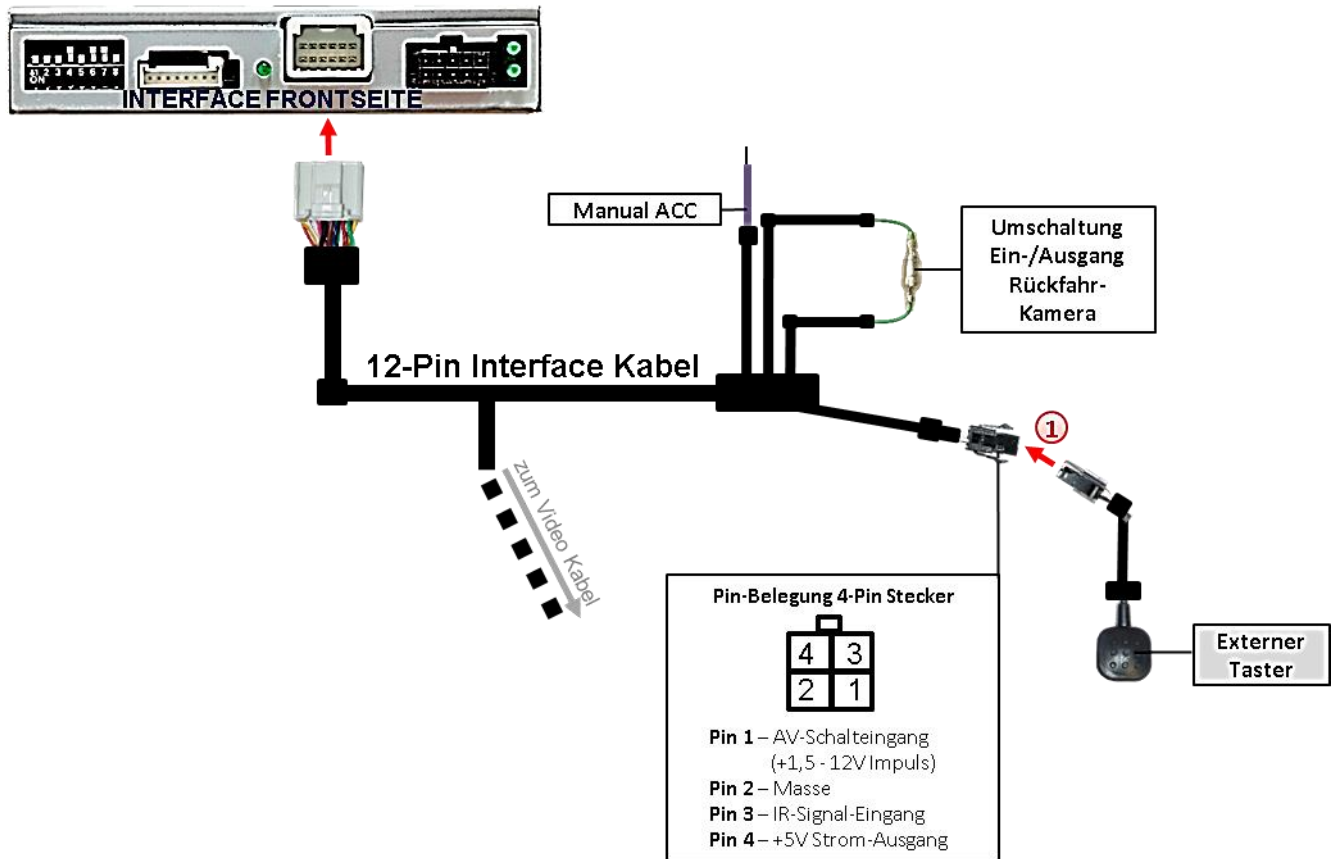 1 2 3 4 5 6 7 8
ON
INTERFACE FRONTSEITE
Manual ACC
Umschaltung
Ein-/Ausgang
Rückfahr-
Kamera
12-Pin Interface Kabel
1
zum Video Kabel
Pin-Belegung 4-Pin Stecker
4 3
2 1
Pin 1 – AV-Schalteingang
(+1,5 - 12V Impuls)
Pin 2 – Masse
Pin 3 – IR-Signal-Eingang
Pin 4 – +5V Strom-Ausgang
Externer
Taster